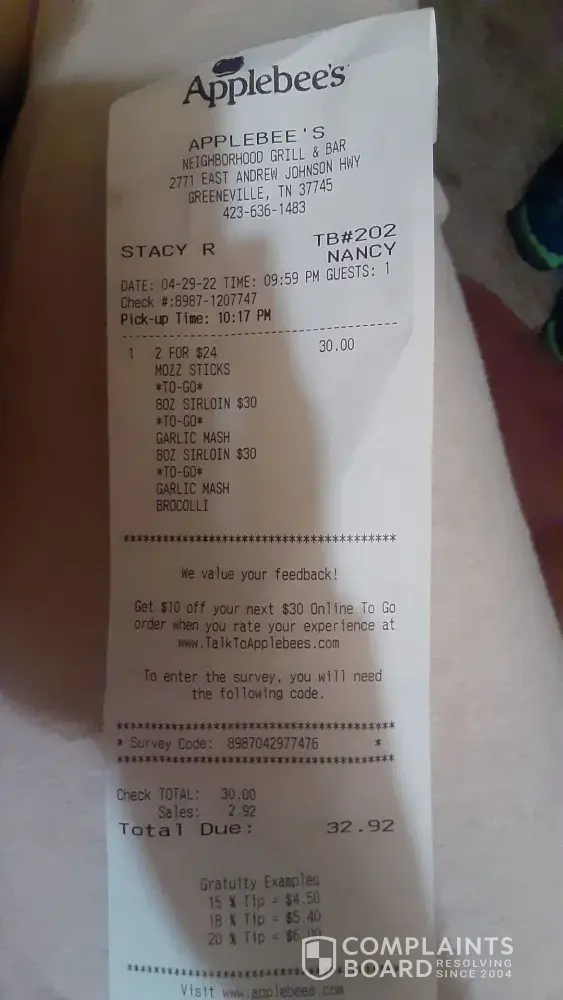 Applebee's
APPLEBEE'S
NEIGHBORHOOD GRILL & BAR
2771 EAST ANDREW JOHNSON HWY
GREENEVILLE, TN 37745
423-636-1483
TB#202
STACY R NANCY
DATE: 04-29-22 TIME: 09:59 PM GUESTS: 1
Check #:8987-1207747
Pick-up Time: 10:17 PM
1 2 FOR $24 30.00
MOZZ STICKS
*TO-GO*
8OZ SIRLOIN $30
*TO-GO*
GARLIC MASH
8OZ SIRLOIN $30
*TO-GO*
GARLIC MASH
BROCOLLI
****************************************
We value your feedback!
Get $10 off your next $30 Online To Go
order when you rate your experience at
www.TalkToApplebees.com
To enter the survey, you will need
the following code.
****************************************
* Survey Code: 8987042977476 *
****************************************
Check TOTAL: 30.00
Sales: 2.92
Total Due: 32.92
Gratuity Examples
15 % Tip = $4.50
18 % Tip = $5.40
20 % Tip = $6.00
****************************************
Visit www.applebees.com
COMPLAINTS
BOARD RESOLVING
SINCE 2004